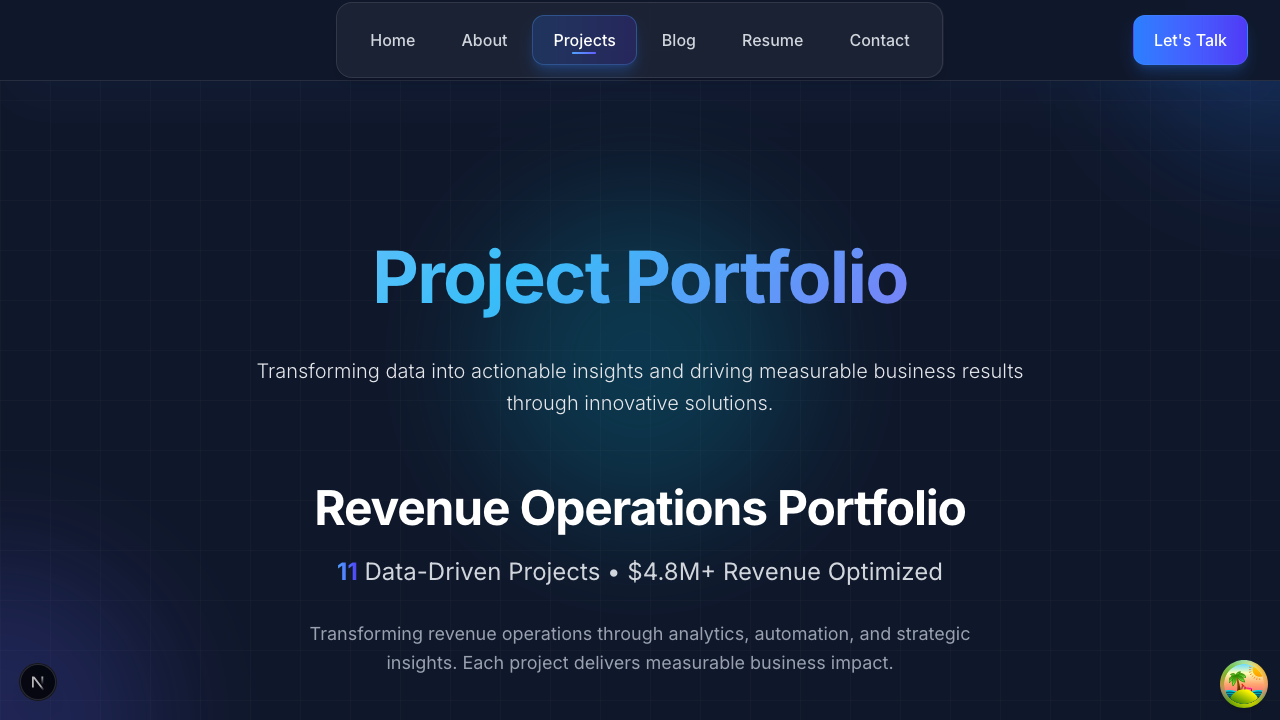 Home
About
Projects
Blog
Resume
Contact
Let's Talk
Project Portfolio
Transforming data into actionable insights and driving measurable business results
through innovative solutions.
Revenue Operations Portfolio
11 Data-Driven Projects • $4.8M+ Revenue Optimized
Transforming revenue operations through analytics, automation, and strategic
insights. Each project delivers measurable business impact.
N